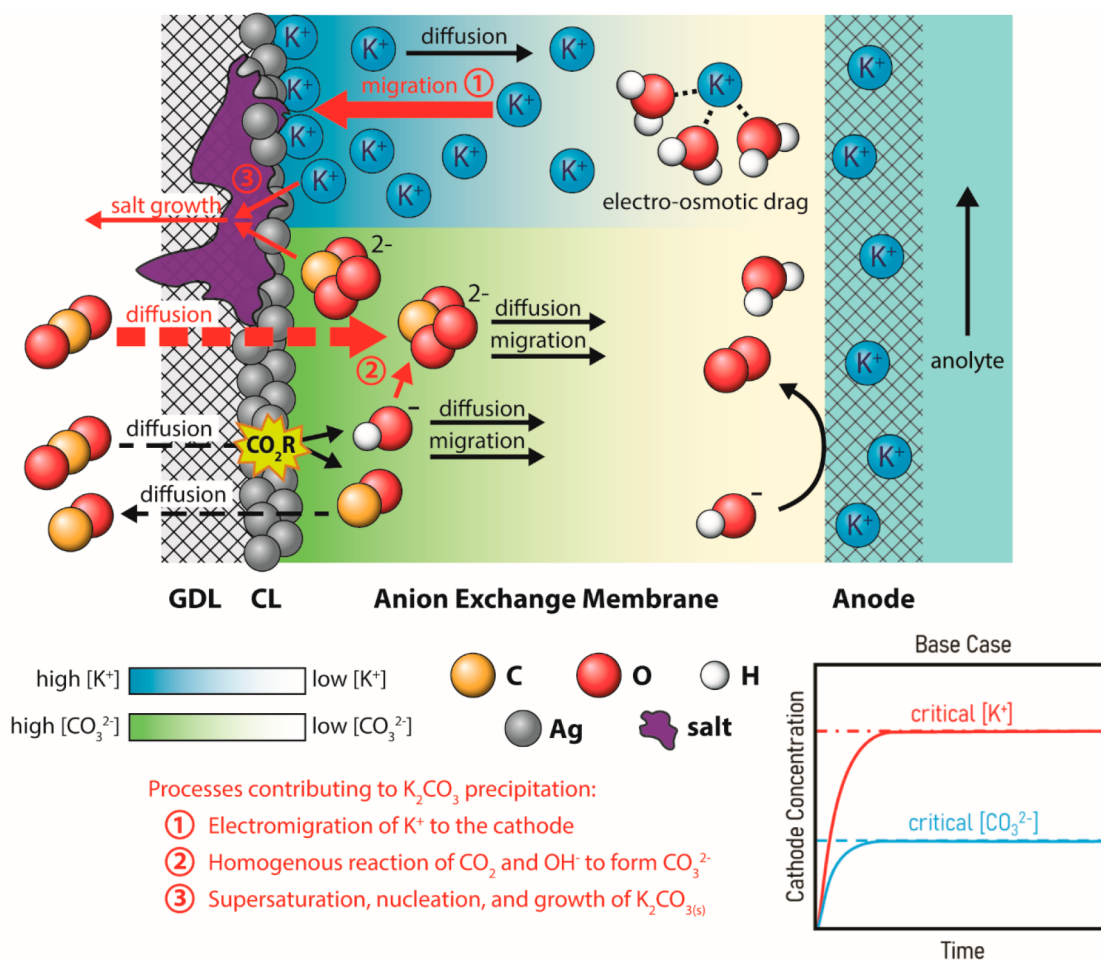 K⁺
K⁺
diffusion
K⁺
K⁺
K⁺
migration ①
K⁺
K⁺
K⁺
K⁺
K⁺
K⁺
K⁺
K⁺
K⁺
K⁺
③
electro-osmotic drag
salt growth
2-
K⁺
2-
diffusion
diffusion
migration
②
K⁺
anolyte
diffusion
CO₂R
-
diffusion
migration
K⁺
diffusion
-
K⁺
GDL CL Anion Exchange Membrane Anode
high [K⁺] low [K⁺]
high [CO₃²⁻] low [CO₃²⁻]
C O H
Ag salt
Processes contributing to K₂CO₃ precipitation:
① Electromigration of K⁺ to the cathode
② Homogenous reaction of CO₂ and OH⁻ to form CO₃²⁻
③ Supersaturation, nucleation, and growth of K₂CO₃₍ₛ₎
Base Case
critical [K⁺]
critical [CO₃²⁻]
Cathode Concentration
Time